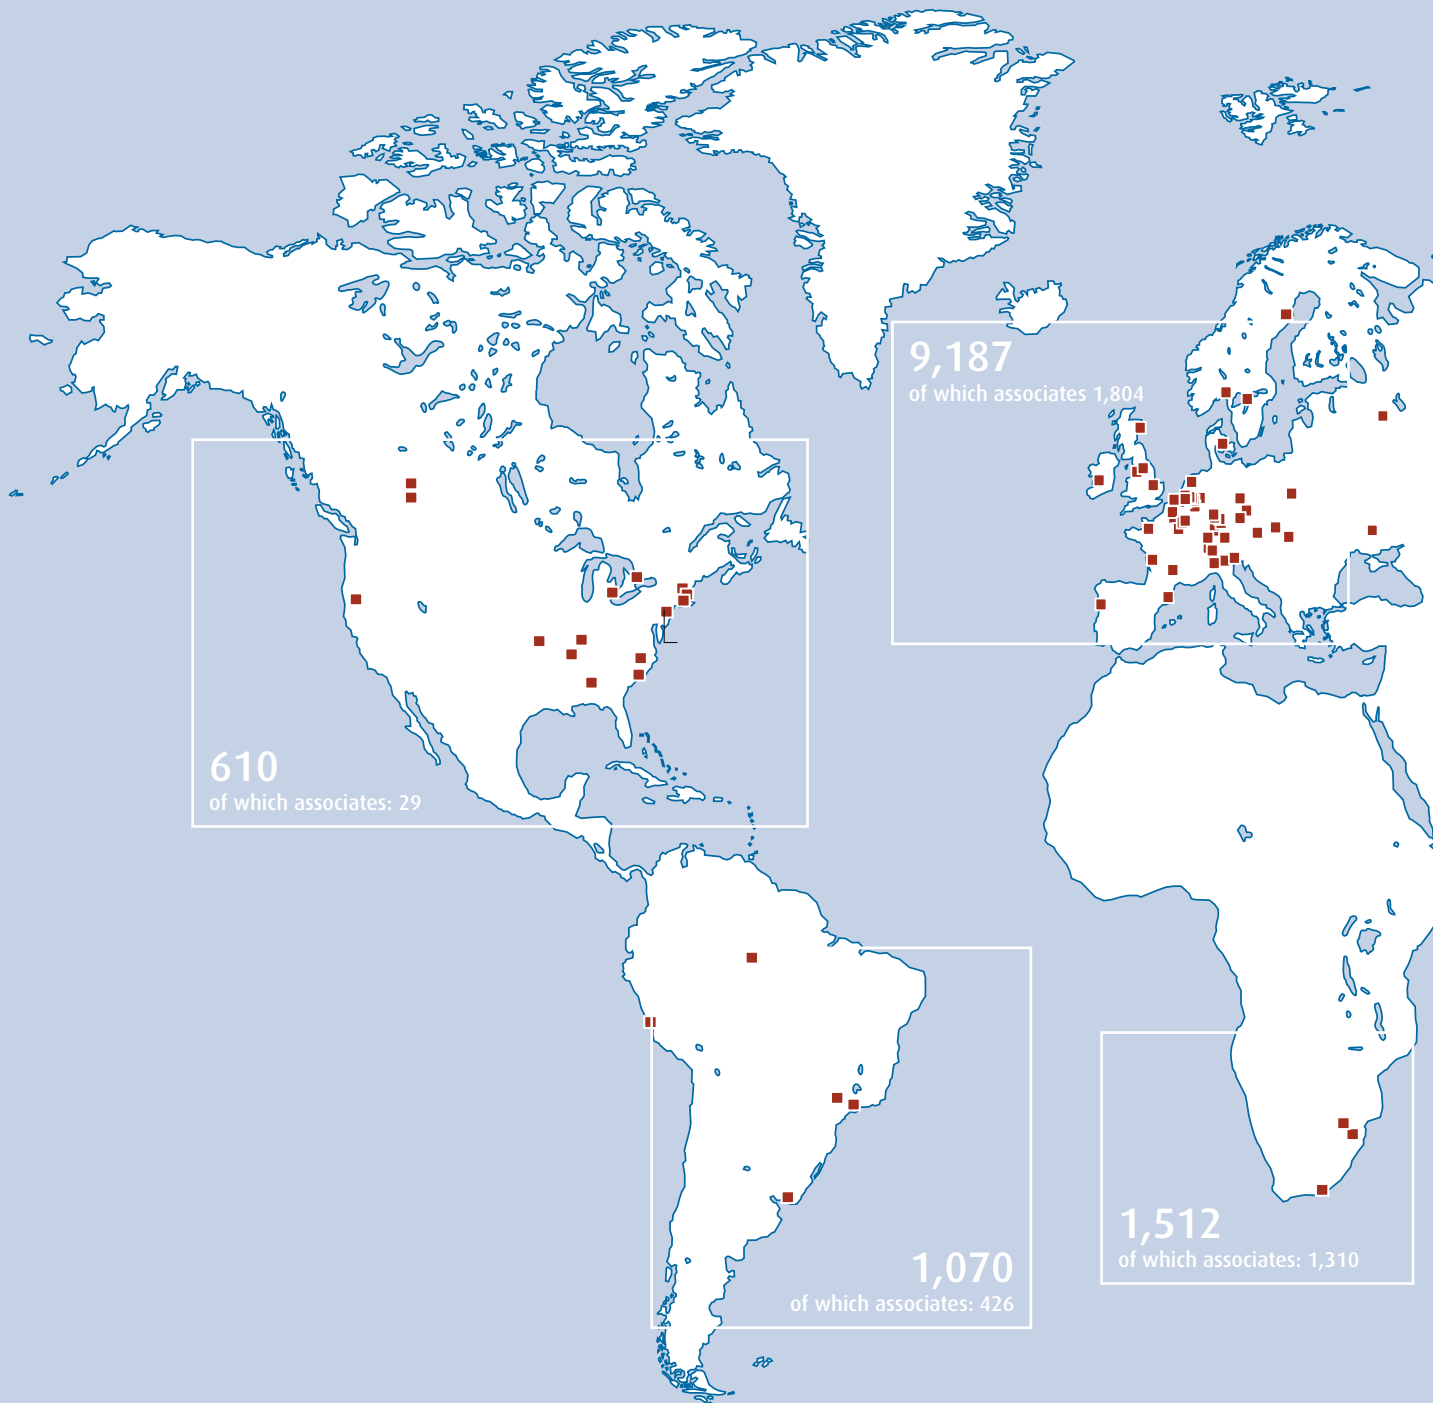 9,187
of which associates 1,804
610
of which associates: 29
1,512
of which associates: 1,310
1,070
of which associates: 426